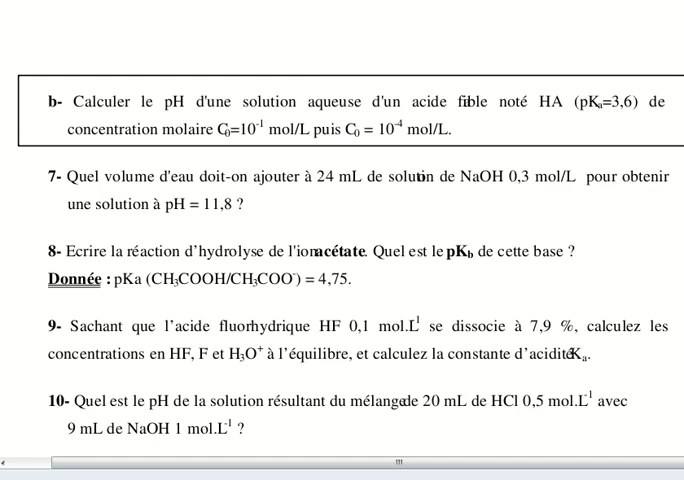 b- Calculer le pH d'une solution aqueuse d'un acide faible noté HA (pKₐ=3,6) de
concentration molaire C₀=10⁻¹ mol/L puis C₀ = 10⁻⁴ mol/L.
7- Quel volume d'eau doit-on ajouter à 24 mL de solution de NaOH 0,3 mol/L pour obtenir
une solution à pH = 11,8 ?
8- Ecrire la réaction d'hydrolyse de l'ion acétate. Quel est le pK_b de cette base ?
Donnée : pKa (CH₃COOH/CH₃COO⁻) = 4,75.
9- Sachant que l'acide fluorhydrique HF 0,1 mol.L⁻¹ se dissocie à 7,9 %, calculez les
concentrations en HF, F⁻ et H₃O⁺ à l'équilibre, et calculez la constante d'acidité Kₐ.
10- Quel est le pH de la solution résultant du mélange de 20 mL de HCl 0,5 mol.L⁻¹ avec
9 mL de NaOH 1 mol.L⁻¹ ?